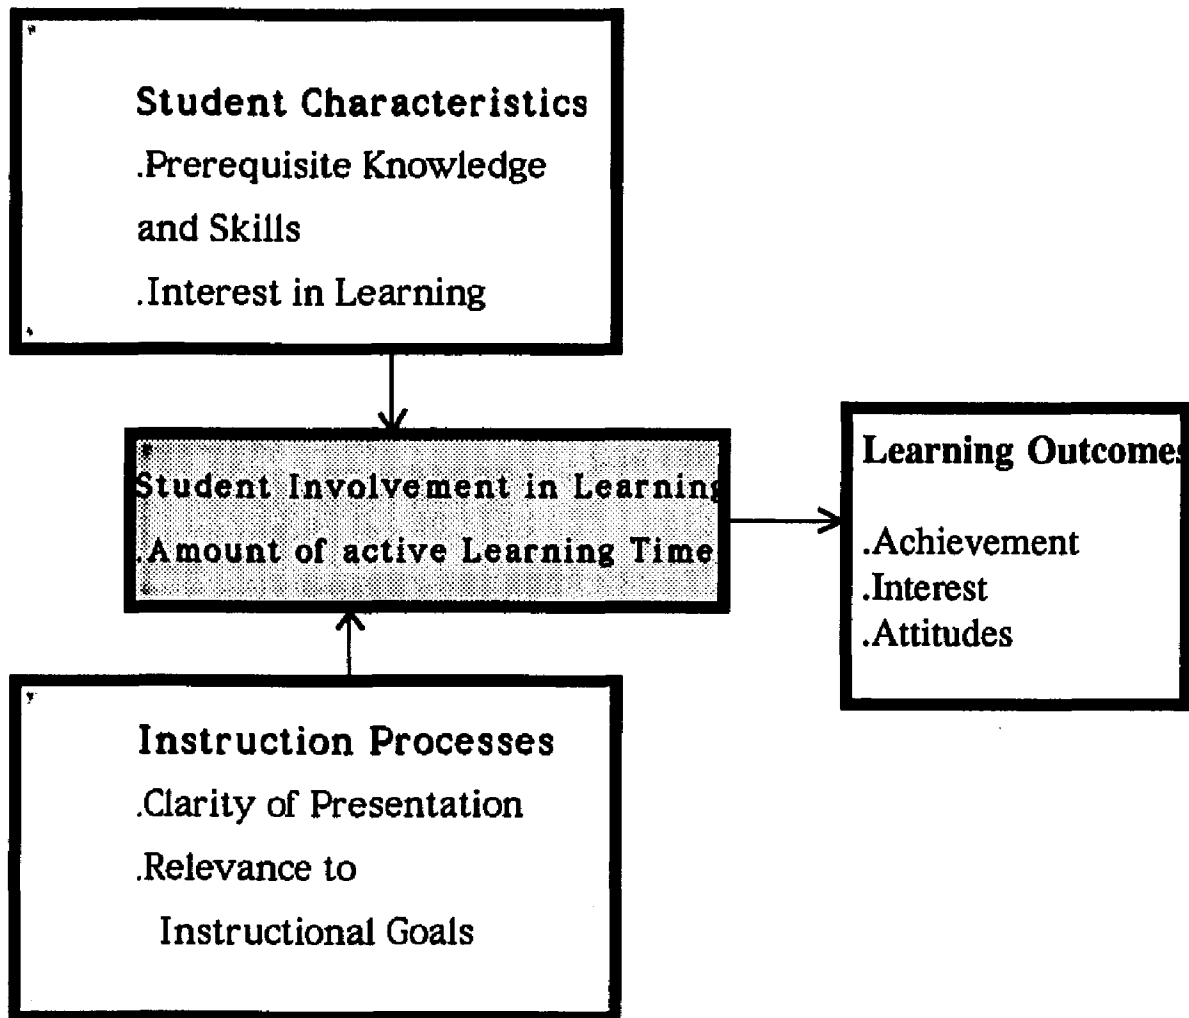 Student Characteristics
.Prerequisite Knowledge
and Skills
.Interest in Learning
Student Involvement in Learning
.Amount of active Learning Time
Learning Outcomes
.Achievement
.Interest
.Attitudes
Instruction Processes
.Clarity of Presentation
.Relevance to
Instructional Goals